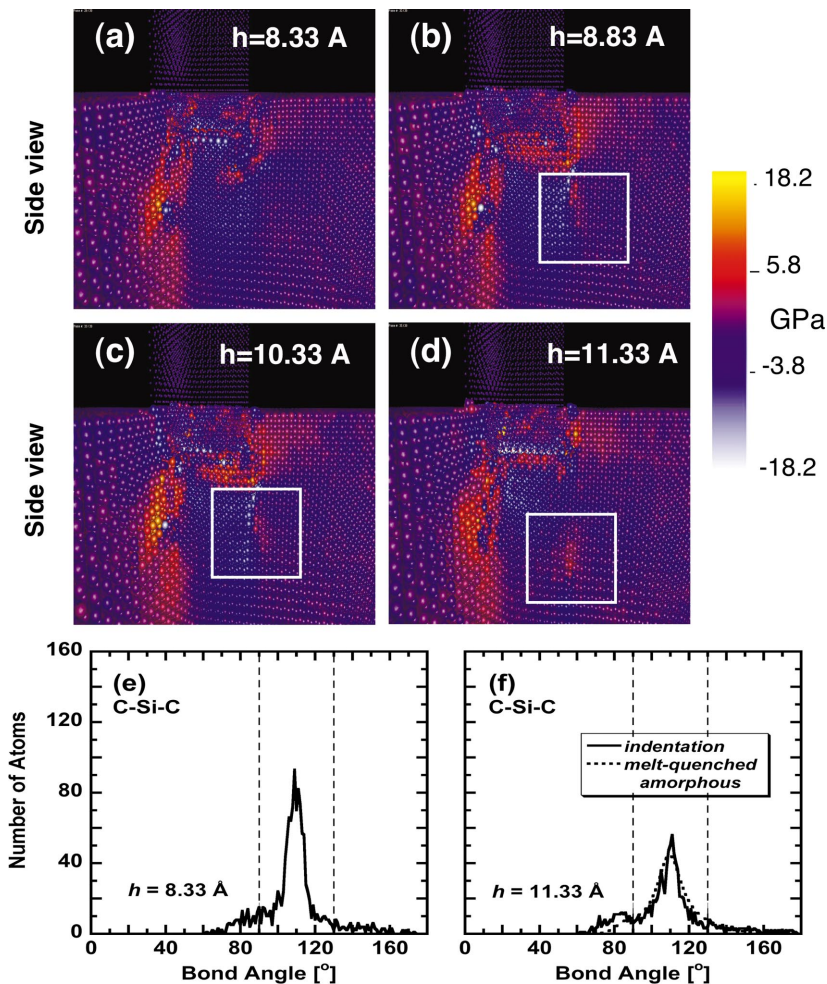 (a) h=8.33 A
(b) h=8.83 A
Side view
18.2
5.8
GPa
-3.8
-18.2
(c) h=10.33 A
(d) h=11.33 A
Side view
Number of Atoms
160
120
80
40
0
(e)
C-Si-C
h = 8.33 Å
0 40 80 120 160
Bond Angle [°]
(f)
C-Si-C
indentation
melt-quenched
amorphous
h = 11.33 Å
0 40 80 120 160
Bond Angle [°]